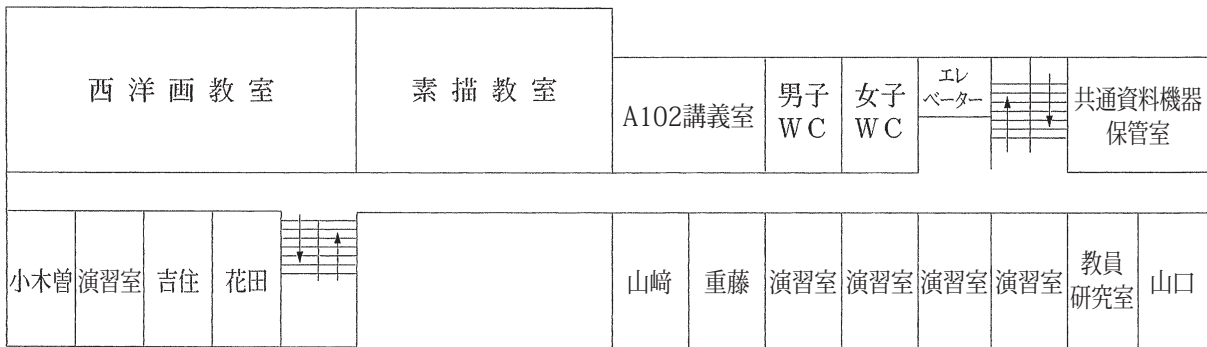 西洋画教室
素描教室
A102講義室
男子
WC
女子
WC
エレ
ベーター
共通資料機器
保管室
小木曽
演習室
吉住
花田
山﨑
重藤
演習室
演習室
演習室
演習室
教員
研究室
山口